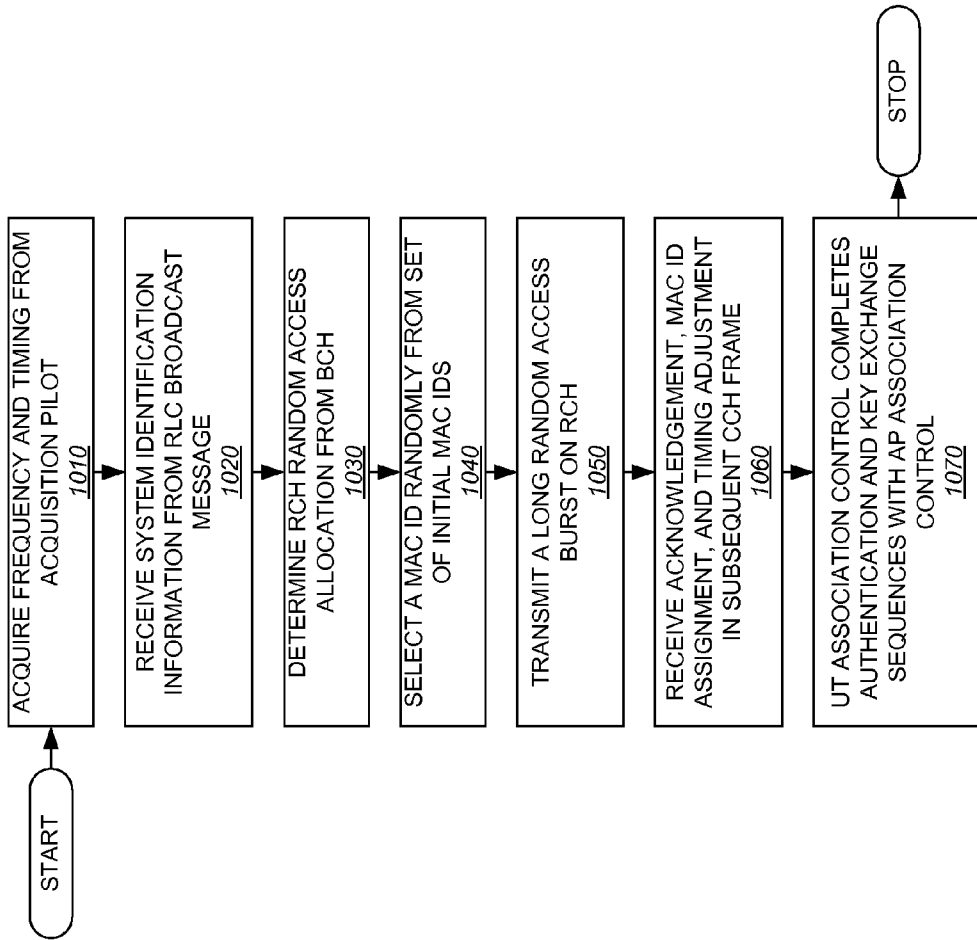 START
ACQUIRE FREQUENCY AND TIMING FROM
ACQUISITION PILOT
1010
RECEIVE SYSTEM IDENTIFICATION
INFORMATION FROM RLC BROADCAST
MESSAGE
1020
DETERMINE RCH RANDOM ACCESS
ALLOCATION FROM BCH
1030
SELECT A MAC ID RANDOMLY FROM SET
OF INITIAL MAC IDS
1040
TRANSMIT A LONG RANDOM ACCESS
BURST ON RCH
1050
RECEIVE ACKNOWLEDGEMENT, MAC ID
ASSIGNMENT, AND TIMING ADJUSTMENT
IN SUBSEQUENT CCH FRAME
1060
UT ASSOCIATION CONTROL COMPLETES
AUTHENTICATION AND KEY EXCHANGE
SEQUENCES WITH AP ASSOCIATION
CONTROL
1070
STOP